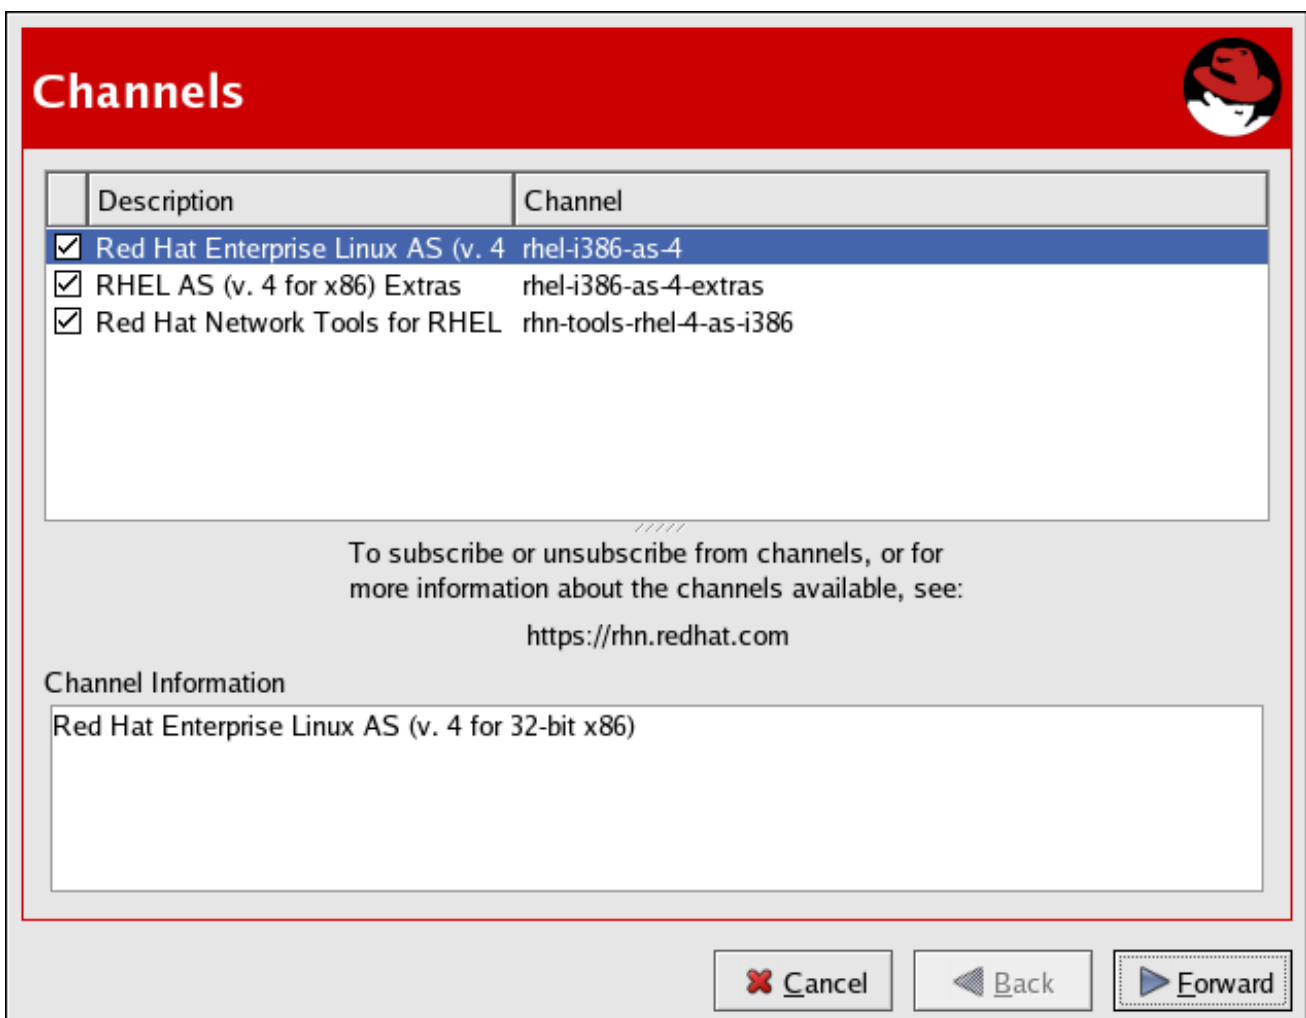 Channels
Description Channel
Red Hat Enterprise Linux AS (v. 4 rhel-i386-as-4
RHEL AS (v. 4 for x86) Extras rhel-i386-as-4-extras
Red Hat Network Tools for RHEL rhn-tools-rhel-4-as-i386
To subscribe or unsubscribe from channels, or for
more information about the channels available, see:
https://rhn.redhat.com
Channel Information
Red Hat Enterprise Linux AS (v. 4 for 32-bit x86)
Cancel Back Forward